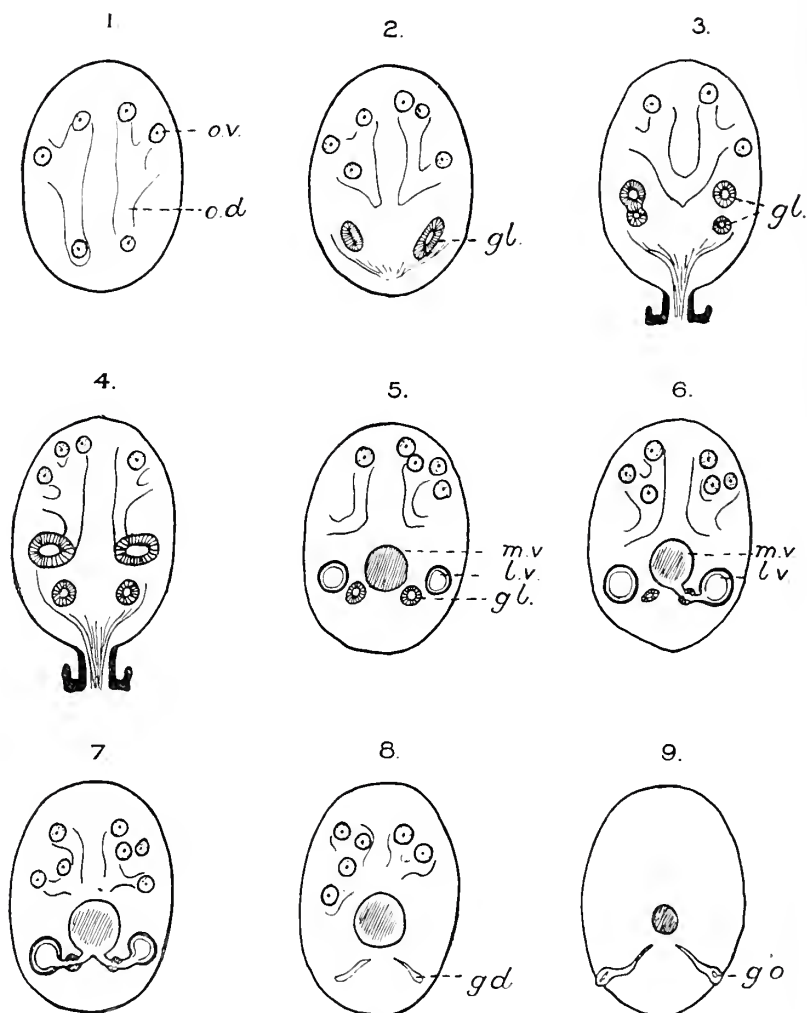 1.
2.
3.
o.v.
o.d
gl.
gl.
4.
5.
6.
m.v
l.v.
gl.
m.v
l.v
7.
8.
9.
gd
g o